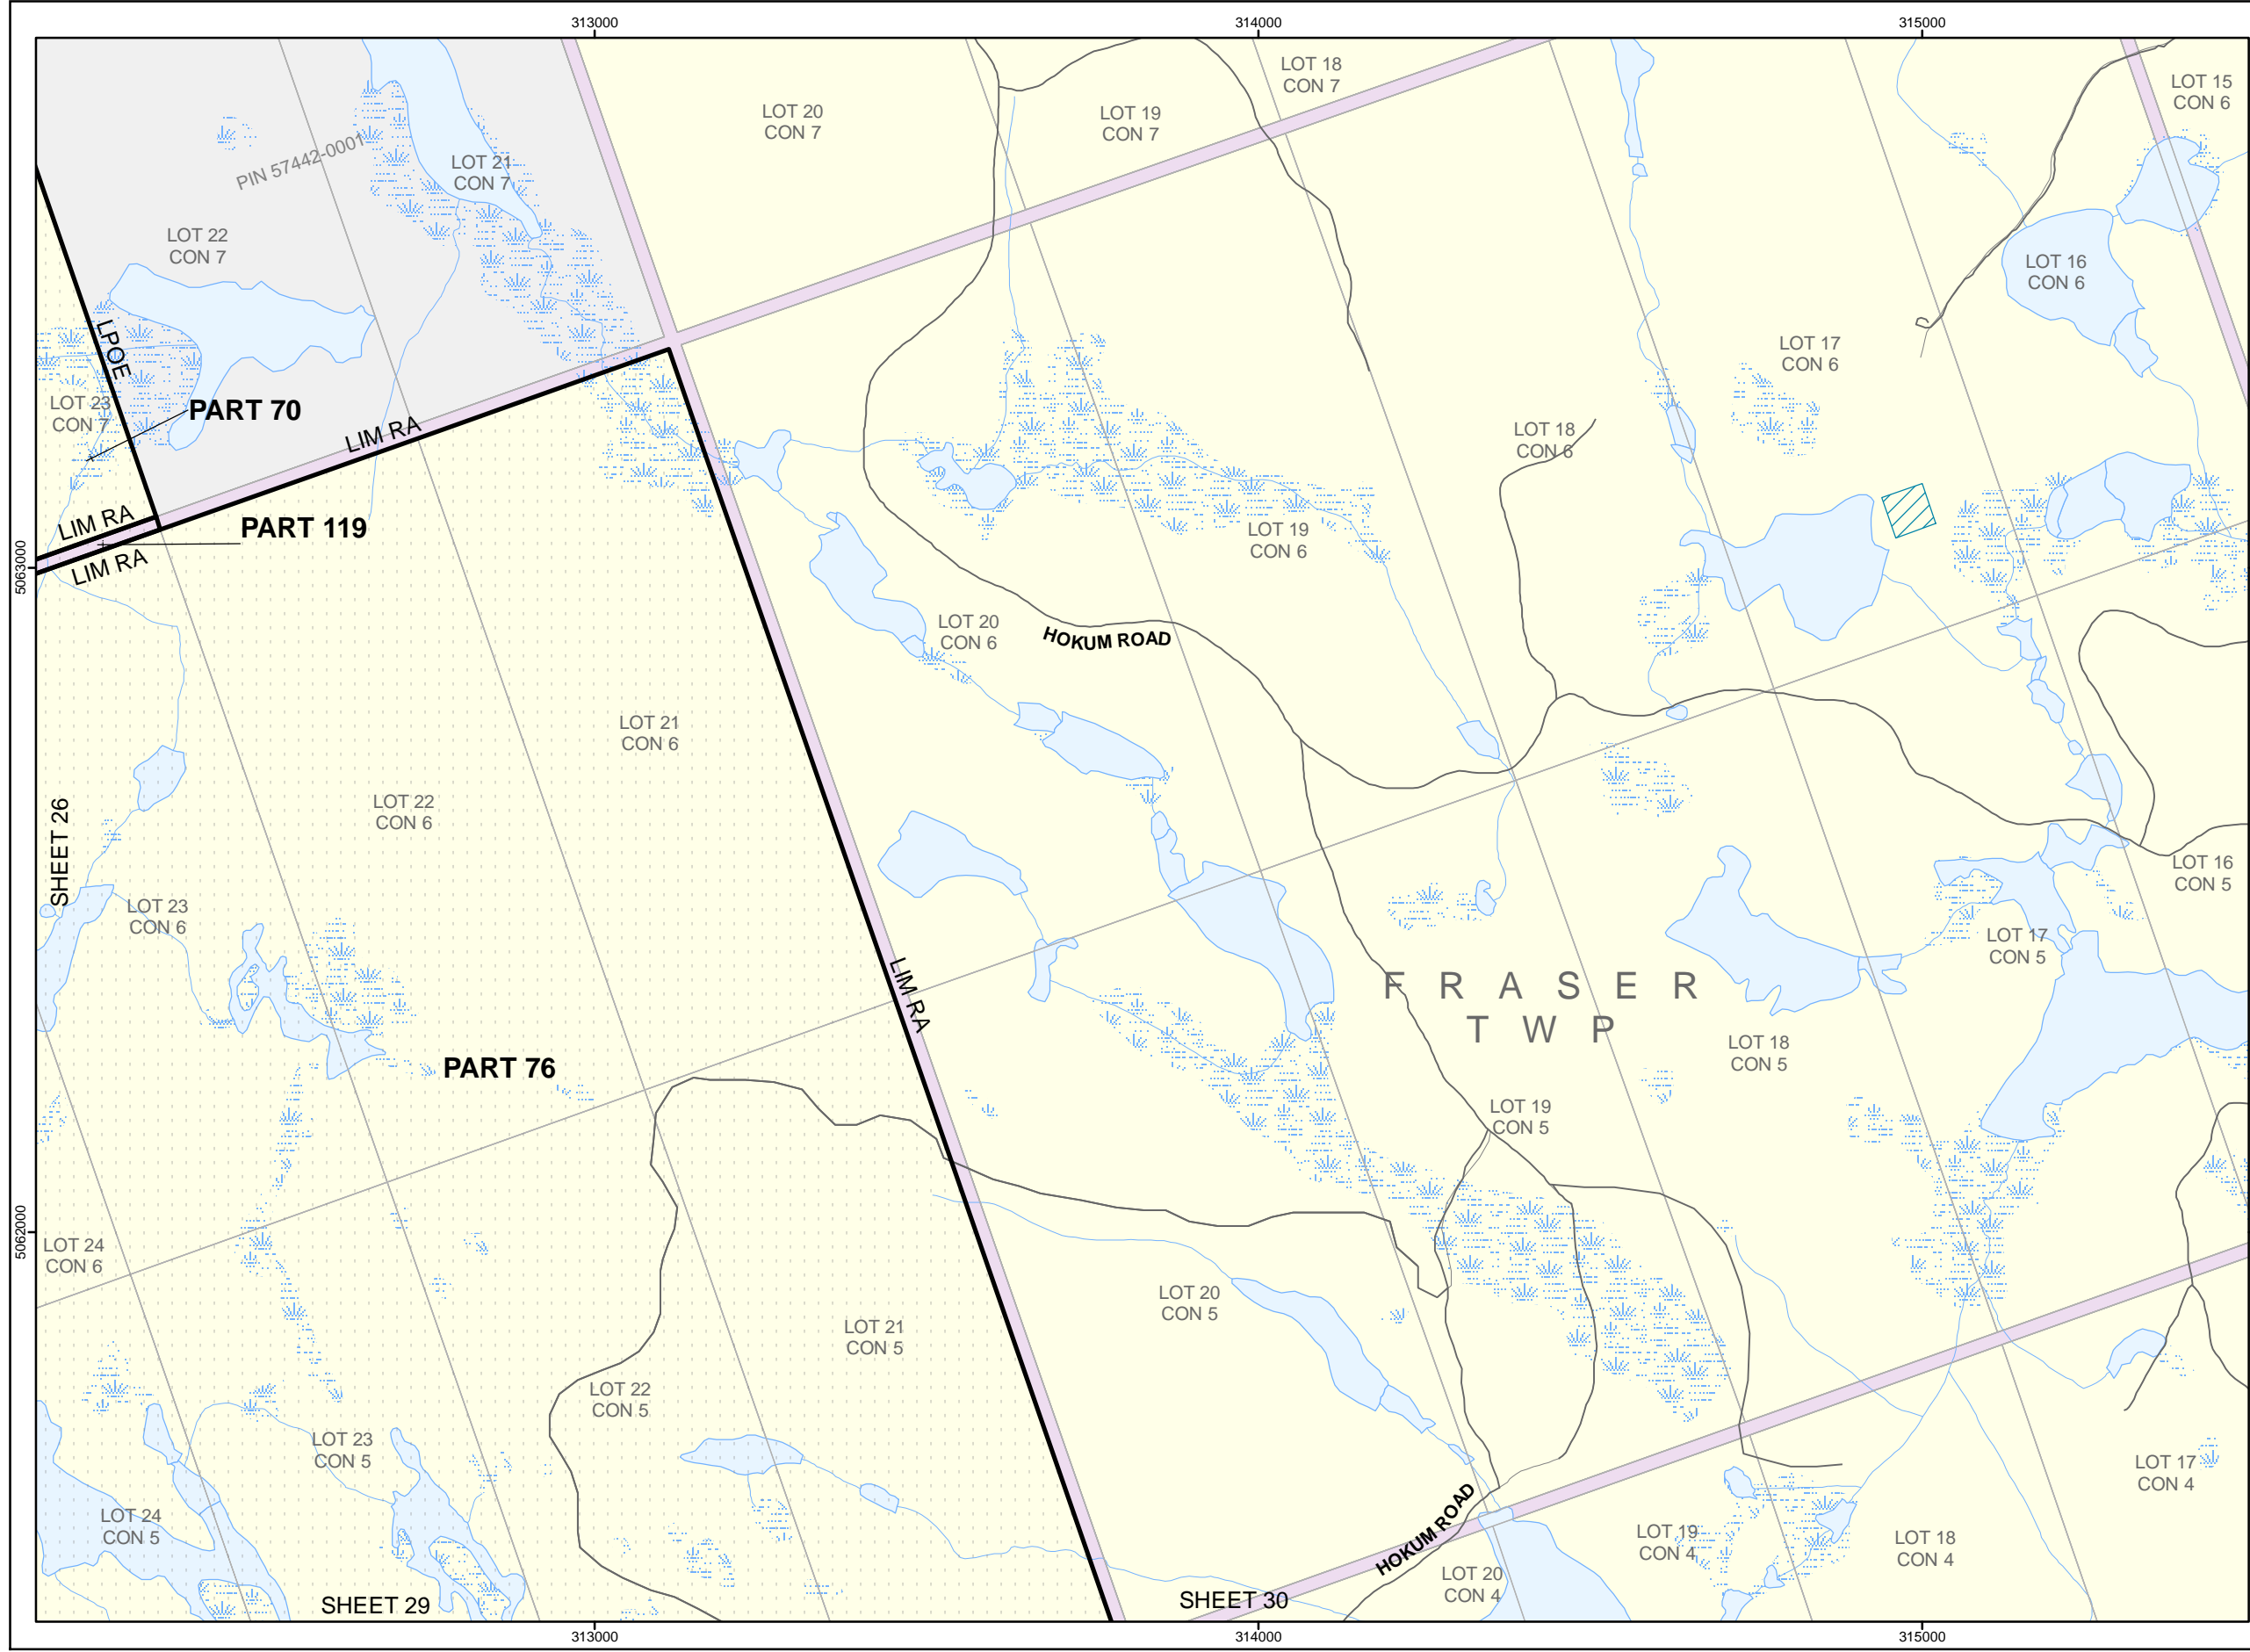 313000
314000
315000
LOT 18
CON 7
LOT 15
CON 6
LOT 20
CON 7
LOT 19
CON 7
PIN 57442-0001
LOT 21
CON 7
LOT 22
CON 7
LOT 16
CON 6
LPOE
LOT 17
CON 6
LOT 23
CON 7
PART 70
LIM RA
LOT 18
CON 6
LIM RA
PART 119
LIM RA
LOT 19
CON 6
5063000
LOT 20
CON 6
HOKUM ROAD
LOT 21
CON 6
LOT 22
CON 6
SHEET 26
LOT 16
CON 5
LOT 23
CON 6
LOT 17
CON 5
LIM RA
FRASER
TWP
LOT 18
CON 5
PART 76
LOT 19
CON 5
5062000
LOT 24
CON 6
LOT 20
CON 5
LOT 21
CON 5
LOT 22
CON 5
LOT 23
CON 5
LOT 17
CON 4
LOT 24
CON 5
HOKUM ROAD
LOT 19
CON 4
LOT 18
CON 4
LOT 20
CON 4
SHEET 29
SHEET 30
313000
314000
315000